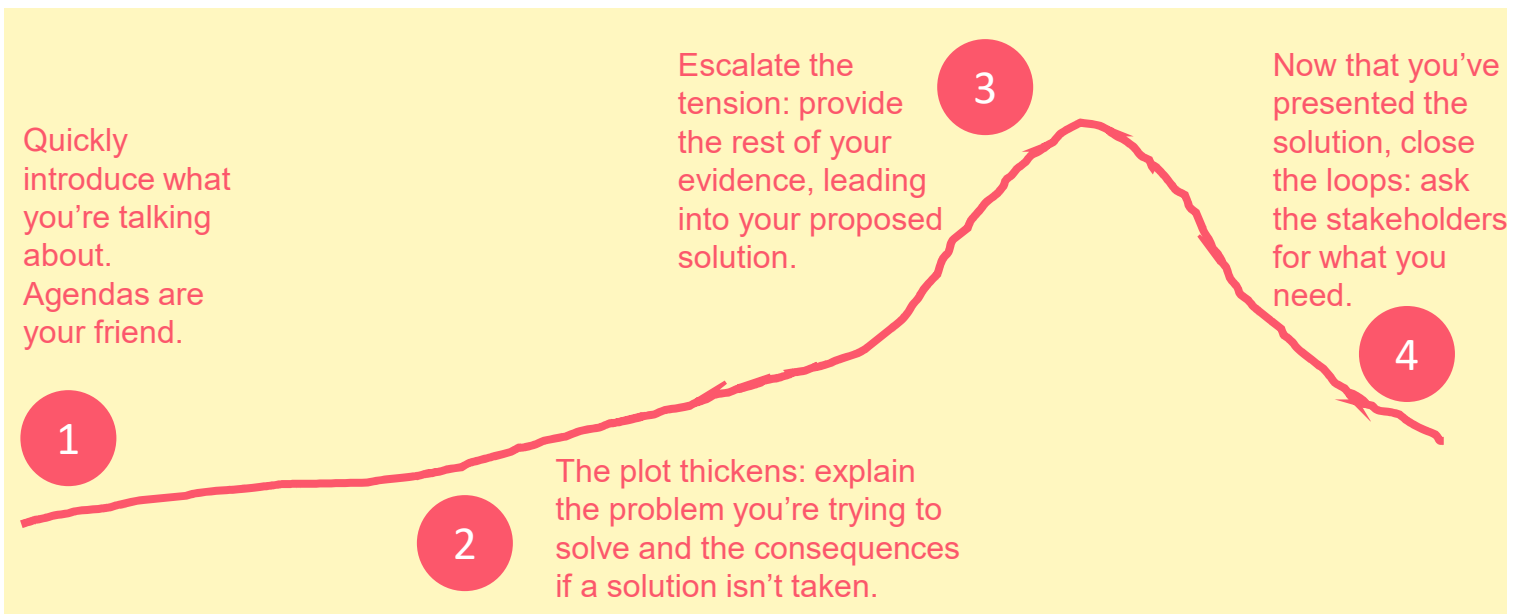 1
Quickly
introduce what
you’re talking
about.
Agendas are
your friend.
2
The plot thickens: explain
the problem you’re trying to
solve and the consequences
if a solution isn’t taken.
3
Escalate the
tension: provide
the rest of your
evidence, leading
into your proposed
solution.
4
Now that you’ve
presented the
solution, close
the loops: ask
the stakeholders
for what you
need.